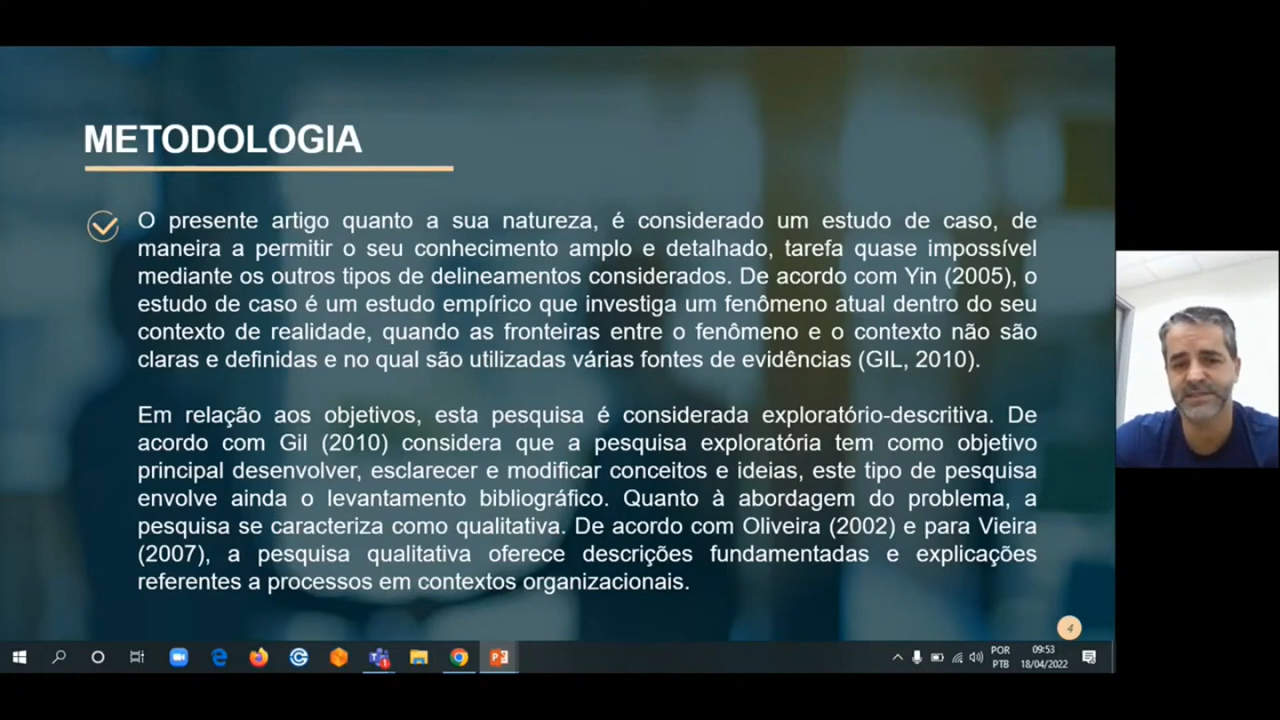 METODOLOGIA
O presente artigo quanto a sua natureza, é considerado um estudo de caso, de
maneira a permitir o seu conhecimento amplo e detalhado, tarefa quase impossível
mediante os outros tipos de delineamentos considerados. De acordo com Yin (2005), o
estudo de caso é um estudo empírico que investiga um fenômeno atual dentro do seu
contexto de realidade, quando as fronteiras entre o fenômeno e o contexto não são
claras e definidas e no qual são utilizadas várias fontes de evidências (GIL, 2010).
Em relação aos objetivos, esta pesquisa é considerada exploratório-descritiva. De
acordo com Gil (2010) considera que a pesquisa exploratória tem como objetivo
principal desenvolver, esclarecer e modificar conceitos e ideias, este tipo de pesquisa
envolve ainda o levantamento bibliográfico. Quanto à abordagem do problema, a
pesquisa se caracteriza como qualitativa. De acordo com Oliveira (2002) e para Vieira
(2007), a pesquisa qualitativa oferece descrições fundamentadas e explicações
referentes a processos em contextos organizacionais.
4
POR
PTB
09:53
18/04/2022